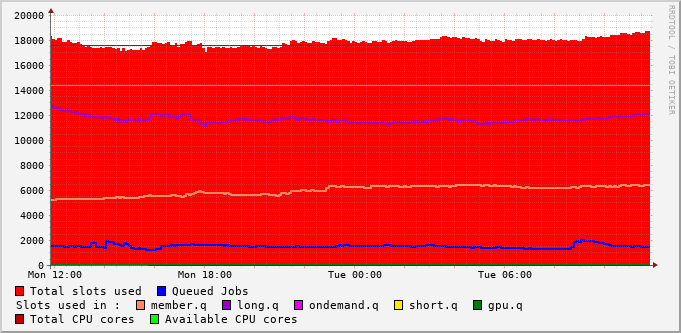 20000
18000
16000
14000
12000
10000
8000
6000
4000
2000
0
Mon 12:00 Mon 18:00 Tue 00:00 Tue 06:00
RRDTOOL / TOBI OETIKER
Total slots used Queued Jobs
Slots used in : member.q long.q ondemand.q short.q gpu.q
Total CPU cores Available CPU cores